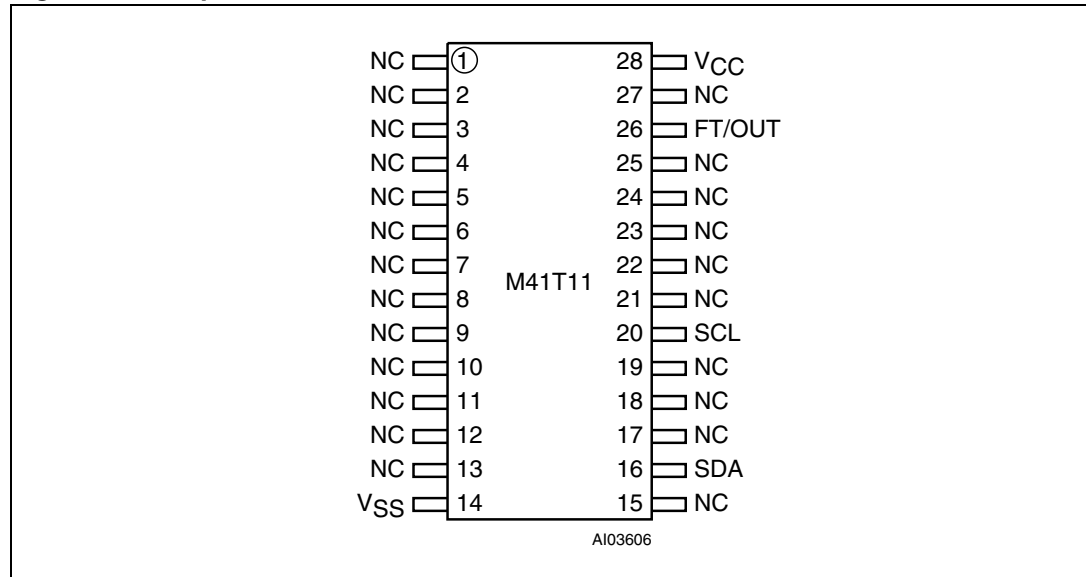 NC 1 28 VCC
NC 2 27 NC
NC 3 26 FT/OUT
NC 4 25 NC
NC 5 24 NC
NC 6 23 NC
NC 7 22 NC
M41T11
NC 8 21 NC
NC 9 20 SCL
NC 10 19 NC
NC 11 18 NC
NC 12 17 NC
NC 13 16 SDA
VSS 14 15 NC
AI03606